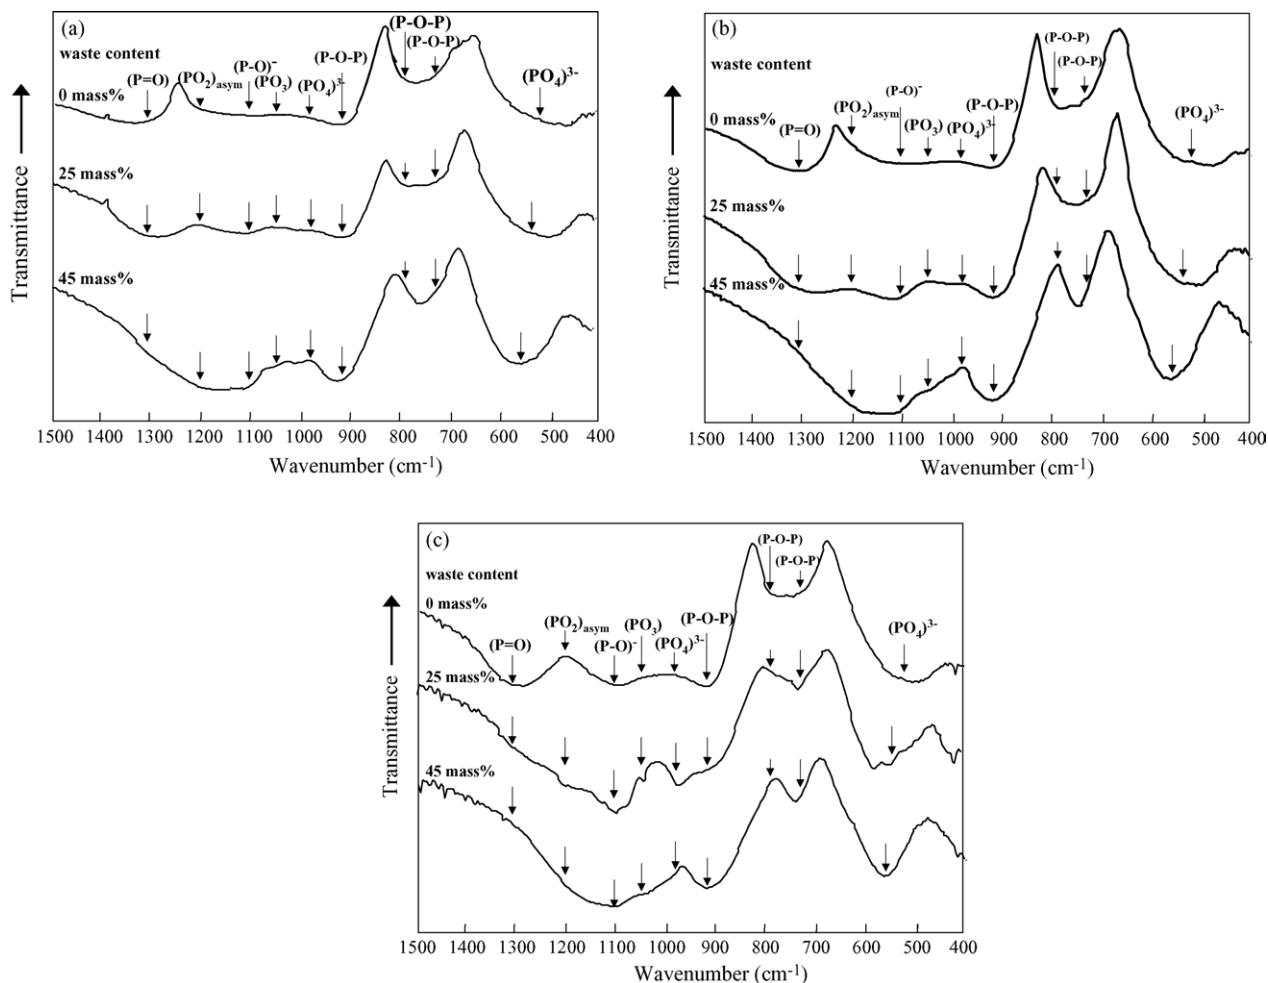 (a)
waste content
(P-O-P)
(P-O-P)
(P-O)⁻
(P-O-P)
(P=O)
(PO₂)asym
(PO₃)
(PO₄)³⁻
(PO₄)³⁻
0 mass%
25 mass%
45 mass%
Transmittance
1500 1400 1300 1200 1100 1000 900 800 700 600 500 400
Wavenumber (cm⁻¹)
(b)
waste content
(P-O-P)
(P-O-P)
(P-O)⁻
(PO₂)asym
(P-O-P)
(PO₄)³⁻
0 mass%
(P=O)
(PO₃)
(PO₄)³⁻
25 mass%
45 mass%
Transmittance
1500 1400 1300 1200 1100 1000 900 800 700 600 500 400
Wavenumber (cm⁻¹)
(c)
waste content
(P-O-P)
(P-O-P)
0 mass%
(PO₂)asym
(PO₃)
(P-O-P)
(PO₄)³⁻
(P=O)
(P-O)⁻
(PO₄)³⁻
25 mass%
45 mass%
Transmittance
1500 1400 1300 1200 1100 1000 900 800 700 600 500 400
Wavenumber (cm⁻¹)